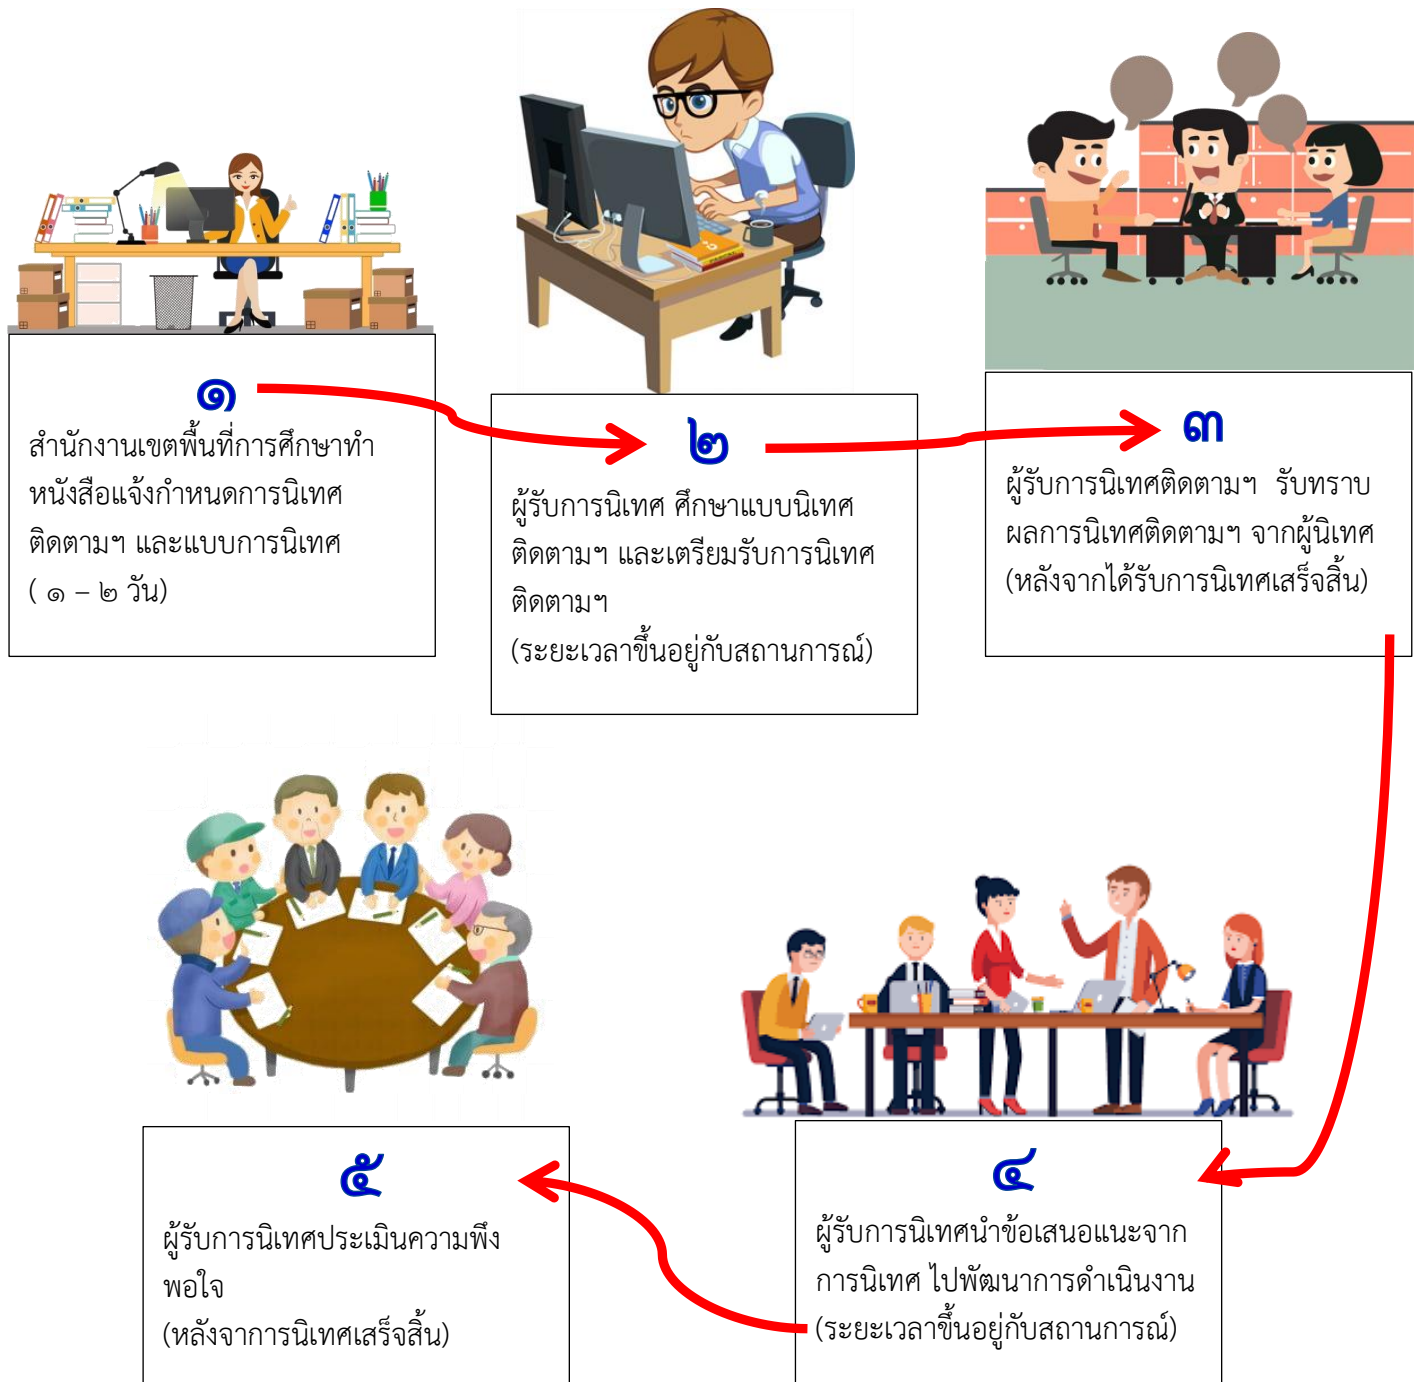 ๑
สำนักงานเขตพื้นที่การศึกษาทำ
หนังสือแจ้งกำหนดการนิเทศ
ติดตามฯ และแบบการนิเทศ
( ๑ – ๒ วัน)
๒
ผู้รับการนิเทศ ศึกษาแบบนิเทศ
ติดตามฯ และเตรียมรับการนิเทศ
ติดตามฯ
(ระยะเวลาขึ้นอยู่กับสถานการณ์)
๓
ผู้รับการนิเทศติดตามฯ  รับทราบ
ผลการนิเทศติดตามฯ จากผู้นิเทศ
(หลังจากได้รับการนิเทศเสร็จสิ้น)
๔
ผู้รับการนิเทศนำข้อเสนอแนะจาก
การนิเทศ ไปพัฒนาการดำเนินงาน
(ระยะเวลาขึ้นอยู่กับสถานการณ์)
๕
ผู้รับการนิเทศประเมินความพึง
พอใจ
(หลังจาการนิเทศเสร็จสิ้น)